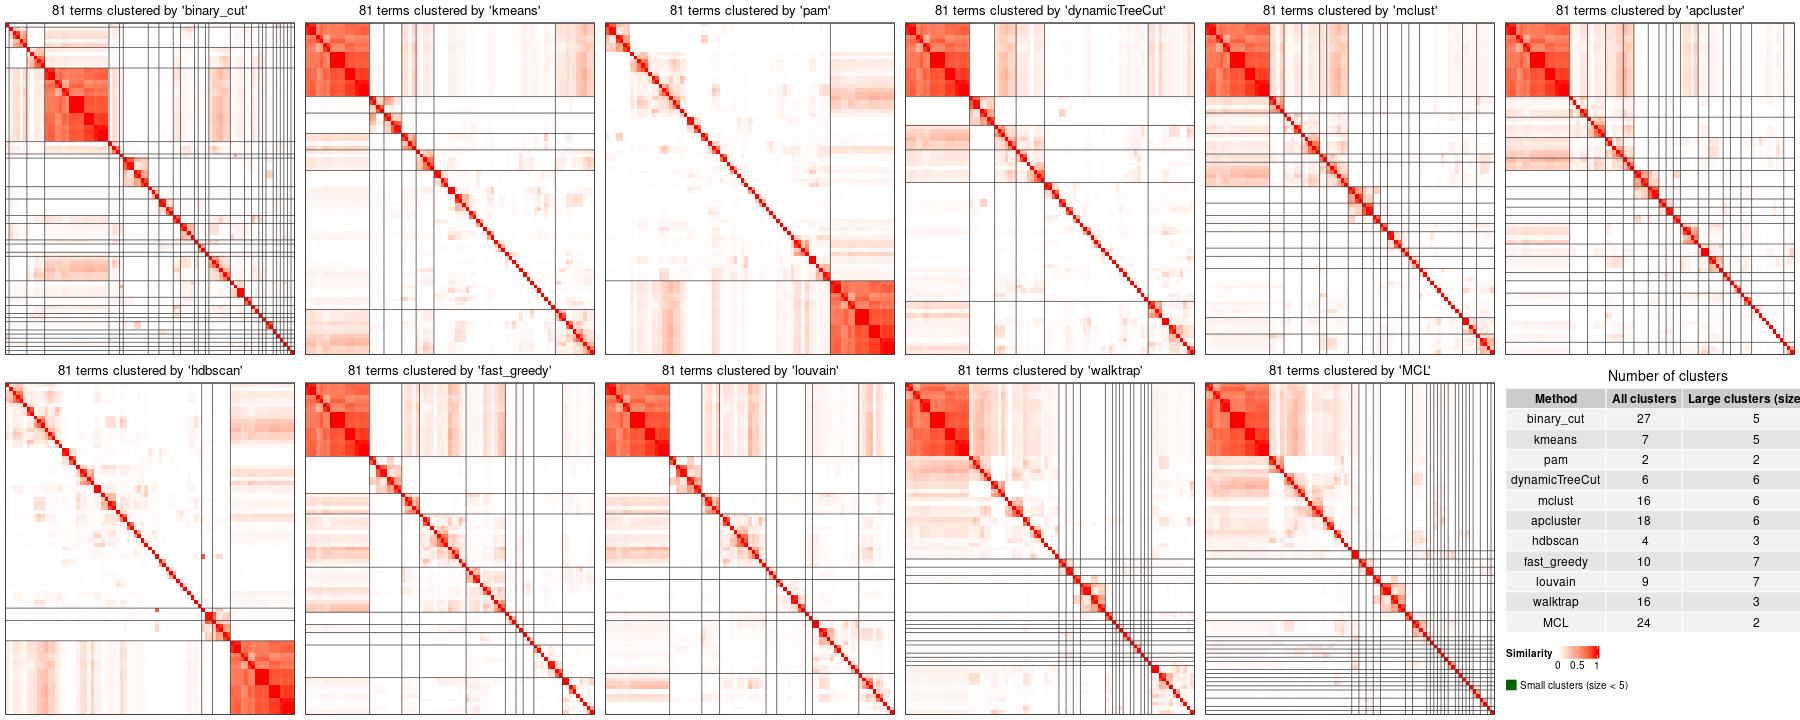 81 terms clustered by 'binary_cut'
81 terms clustered by 'kmeans'
81 terms clustered by 'pam'
81 terms clustered by 'dynamicTreeCut'
81 terms clustered by 'mclust'
81 terms clustered by 'apcluster'
81 terms clustered by 'hdbscan'
81 terms clustered by 'fast_greedy'
81 terms clustered by 'louvain'
81 terms clustered by 'walktrap'
81 terms clustered by 'MCL'
Number of clusters
Method All clusters Large clusters (size
binary_cut 27 5
kmeans 7 5
pam 2 2
dynamicTreeCut 6 6
mclust 16 6
apcluster 18 6
hdbscan 4 3
fast_greedy 10 7
louvain 9 7
walktrap 16 3
MCL 24 2
Similarity
0 0.5 1
Small clusters (size < 5)